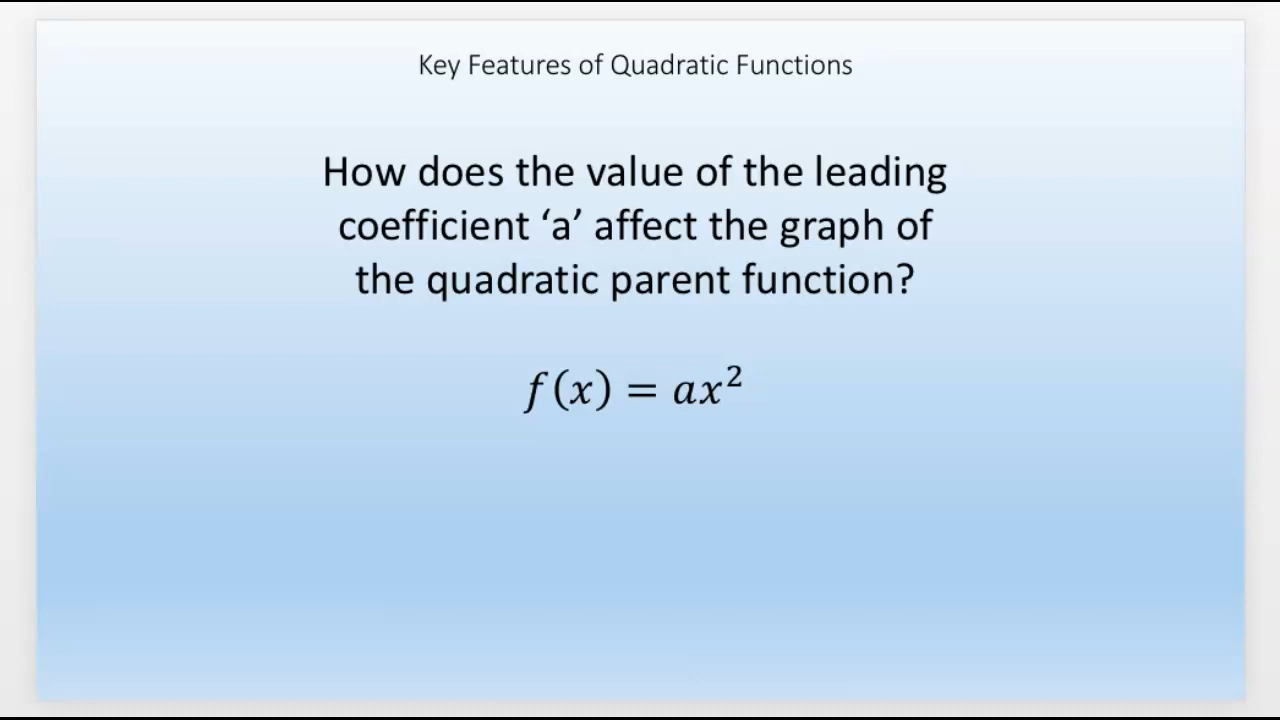 Key Features of Quadratic Functions
How does the value of the leading
coefficient ‘a’ affect the graph of
the quadratic parent function?
𝑓(𝑥) = 𝑎𝑥²